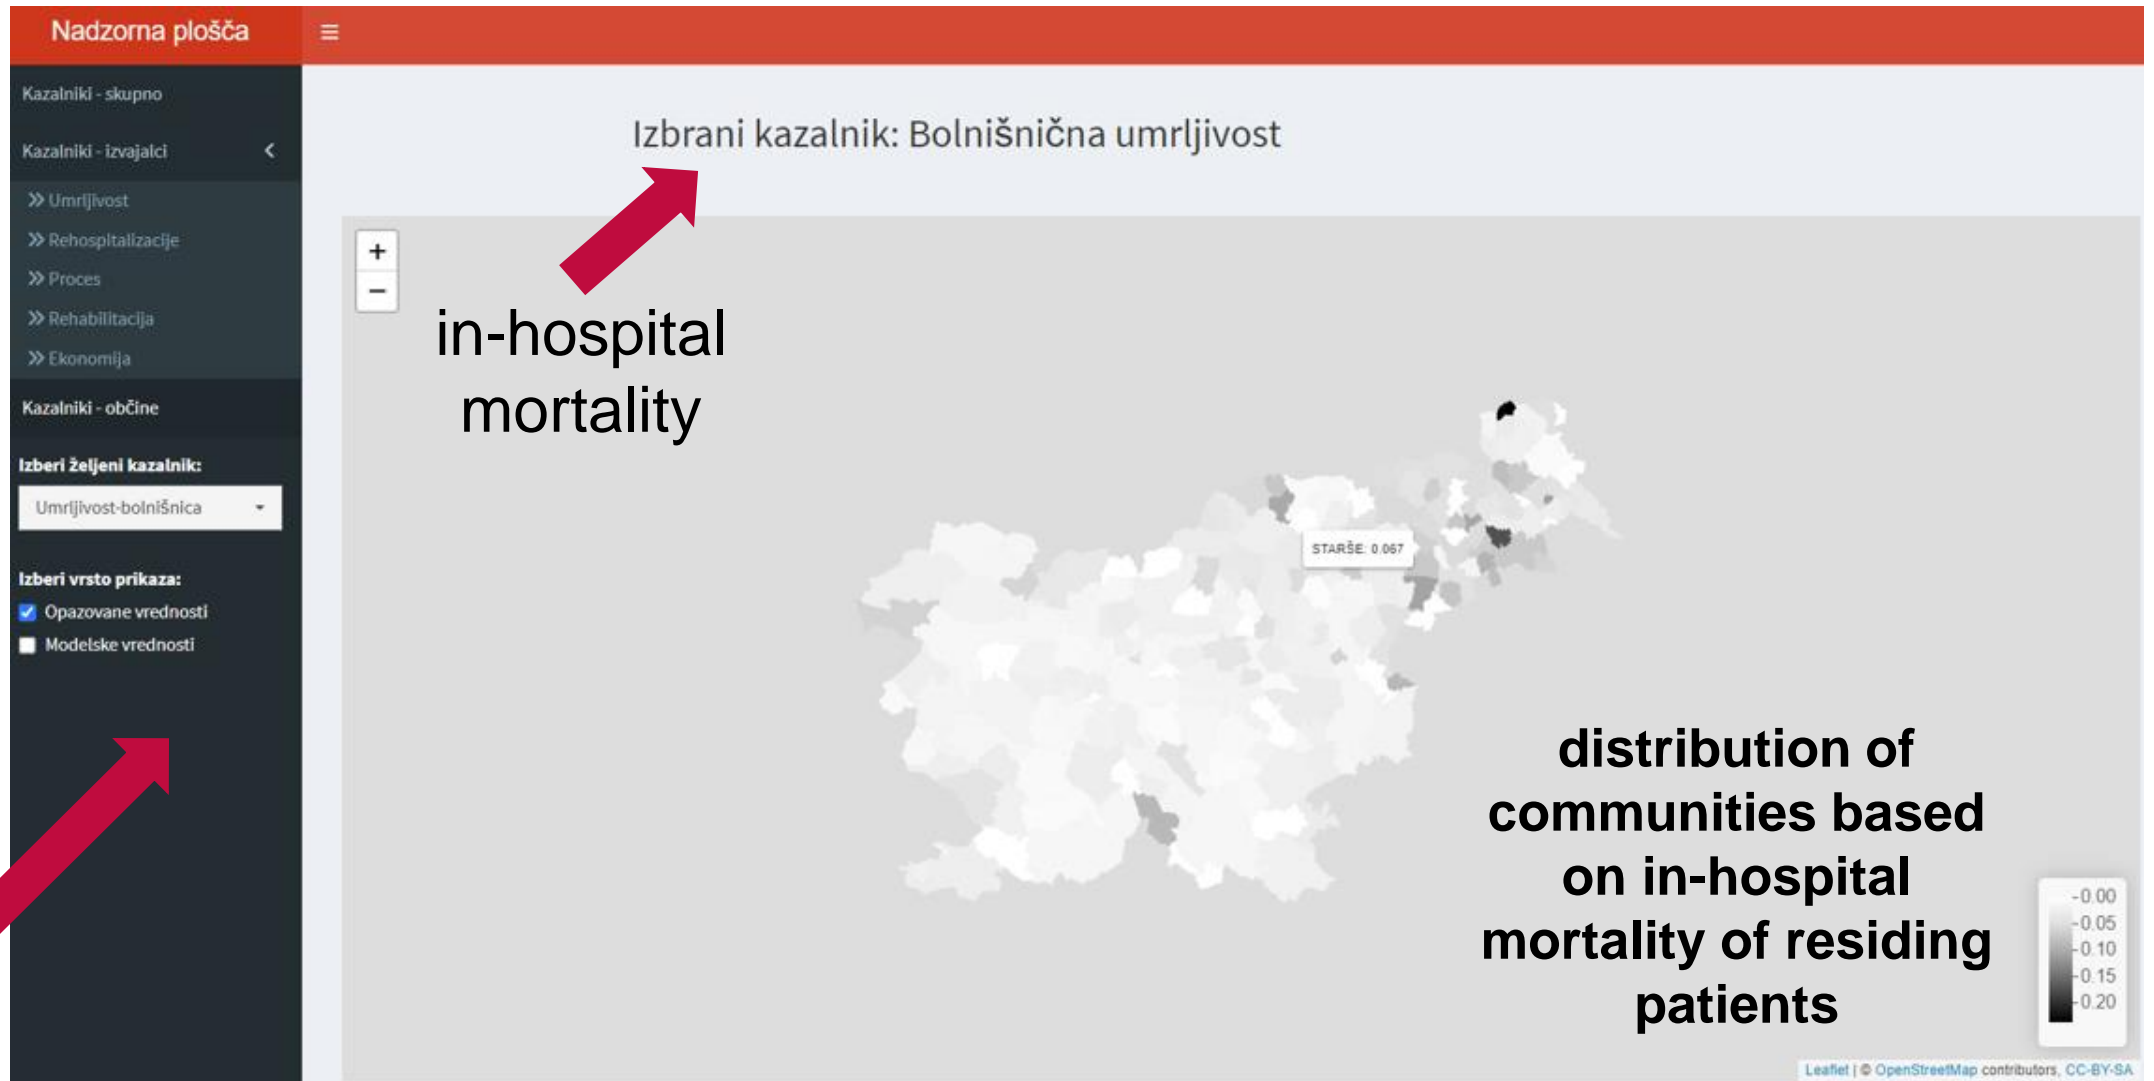 Nadzorna plošča
Kazalniki - skupno
Kazalniki - izvajalci
Umrljivost
Rehospitalizacije
Proces
Rehabilitacija
Ekonomija
Kazalniki - občine
Izberi željeni kazalnik:
Umrljivost-bolnišnica
Izberi vrsto prikaza:
Opazovane vrednosti
Modelske vrednosti
Izbrani kazalnik: Bolnišnična umrljivost
+
−
in-hospital
mortality
STARŠE: 0.067
distribution of
communities based
on in-hospital
mortality of residing
patients
0.00
0.05
0.10
0.15
0.20
Leaflet | © OpenStreetMap contributors, CC-BY-SA